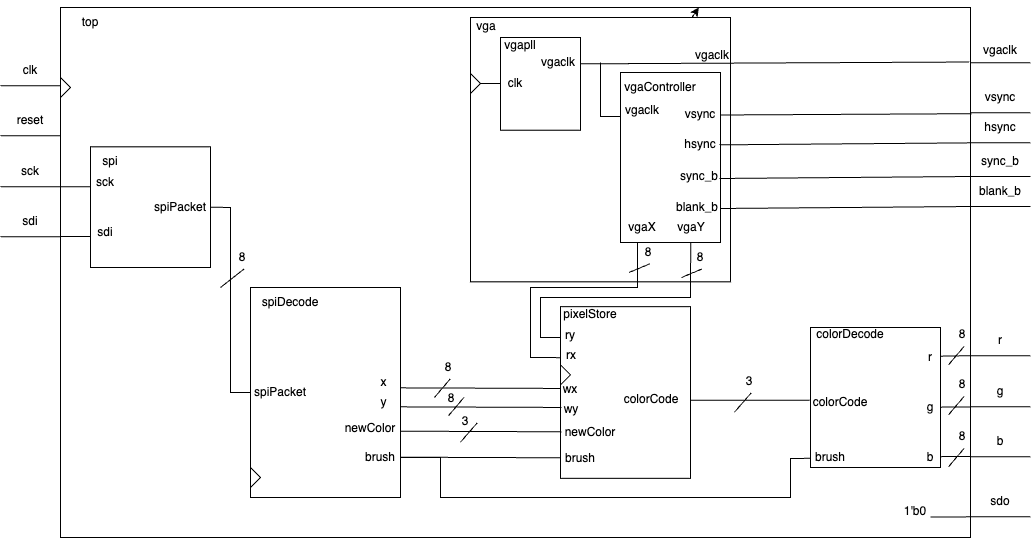 top
vga
vgapll
vgaclk
clk
vgaclk
vgaclk
clk
reset
sck
sdi
spi
sck
sdi
spiPacket
8
vgaController
vgaclk
vsync
hsync
sync_b
blank_b
vgaX
vgaY
8
8
vsync
hsync
sync_b
blank_b
spiDecode
spiPacket
x
y
newColor
brush
8
8
3
pixelStore
ry
rx
wx
wy
newColor
brush
colorCode
3
colorDecode
colorCode
brush
r
g
b
8
8
8
r
g
b
1'b0
sdo